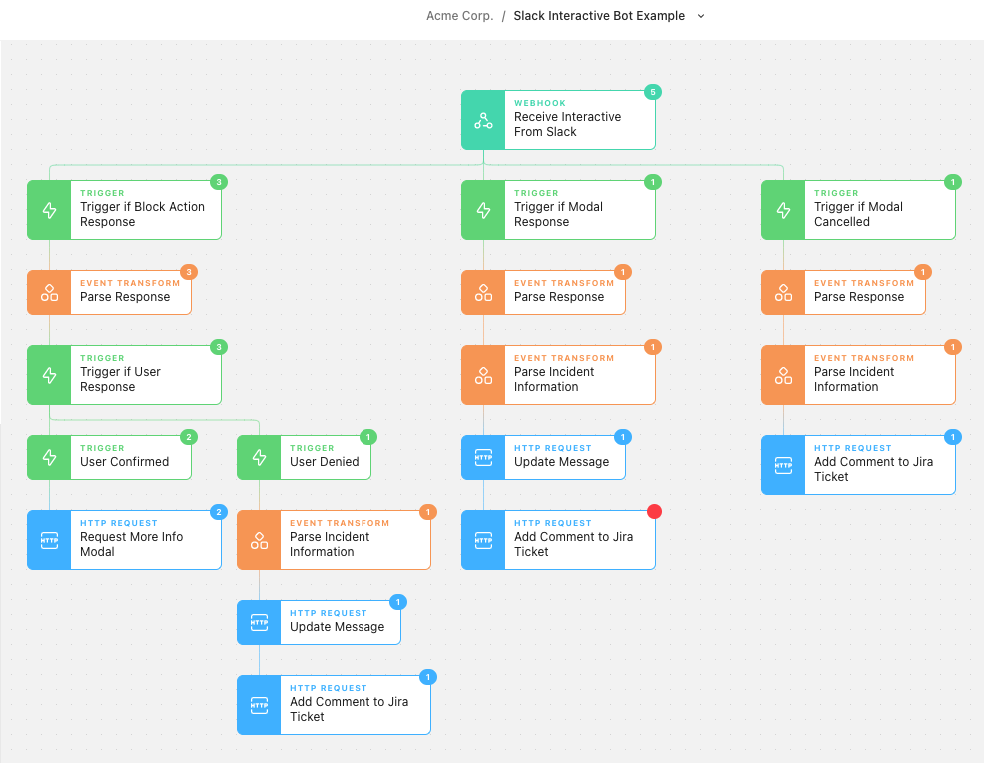 Acme Corp. / Slack Interactive Bot Example
5
WEBHOOK
Receive Interactive
From Slack
3
TRIGGER
Trigger if Block Action
Response
1
TRIGGER
Trigger if Modal
Response
1
TRIGGER
Trigger if Modal
Cancelled
3
EVENT TRANSFORM
Parse Response
1
EVENT TRANSFORM
Parse Response
1
EVENT TRANSFORM
Parse Response
3
TRIGGER
Trigger if User
Response
1
EVENT TRANSFORM
Parse Incident
Information
1
EVENT TRANSFORM
Parse Incident
Information
2
TRIGGER
User Confirmed
1
TRIGGER
User Denied
1
HTTP
HTTP REQUEST
Update Message
1
HTTP
HTTP REQUEST
Add Comment to Jira
Ticket
2
HTTP
HTTP REQUEST
Request More Info
Modal
1
EVENT TRANSFORM
Parse Incident
Information
HTTP
HTTP REQUEST
Add Comment to Jira
Ticket
1
HTTP
HTTP REQUEST
Update Message
1
HTTP
HTTP REQUEST
Add Comment to Jira
Ticket